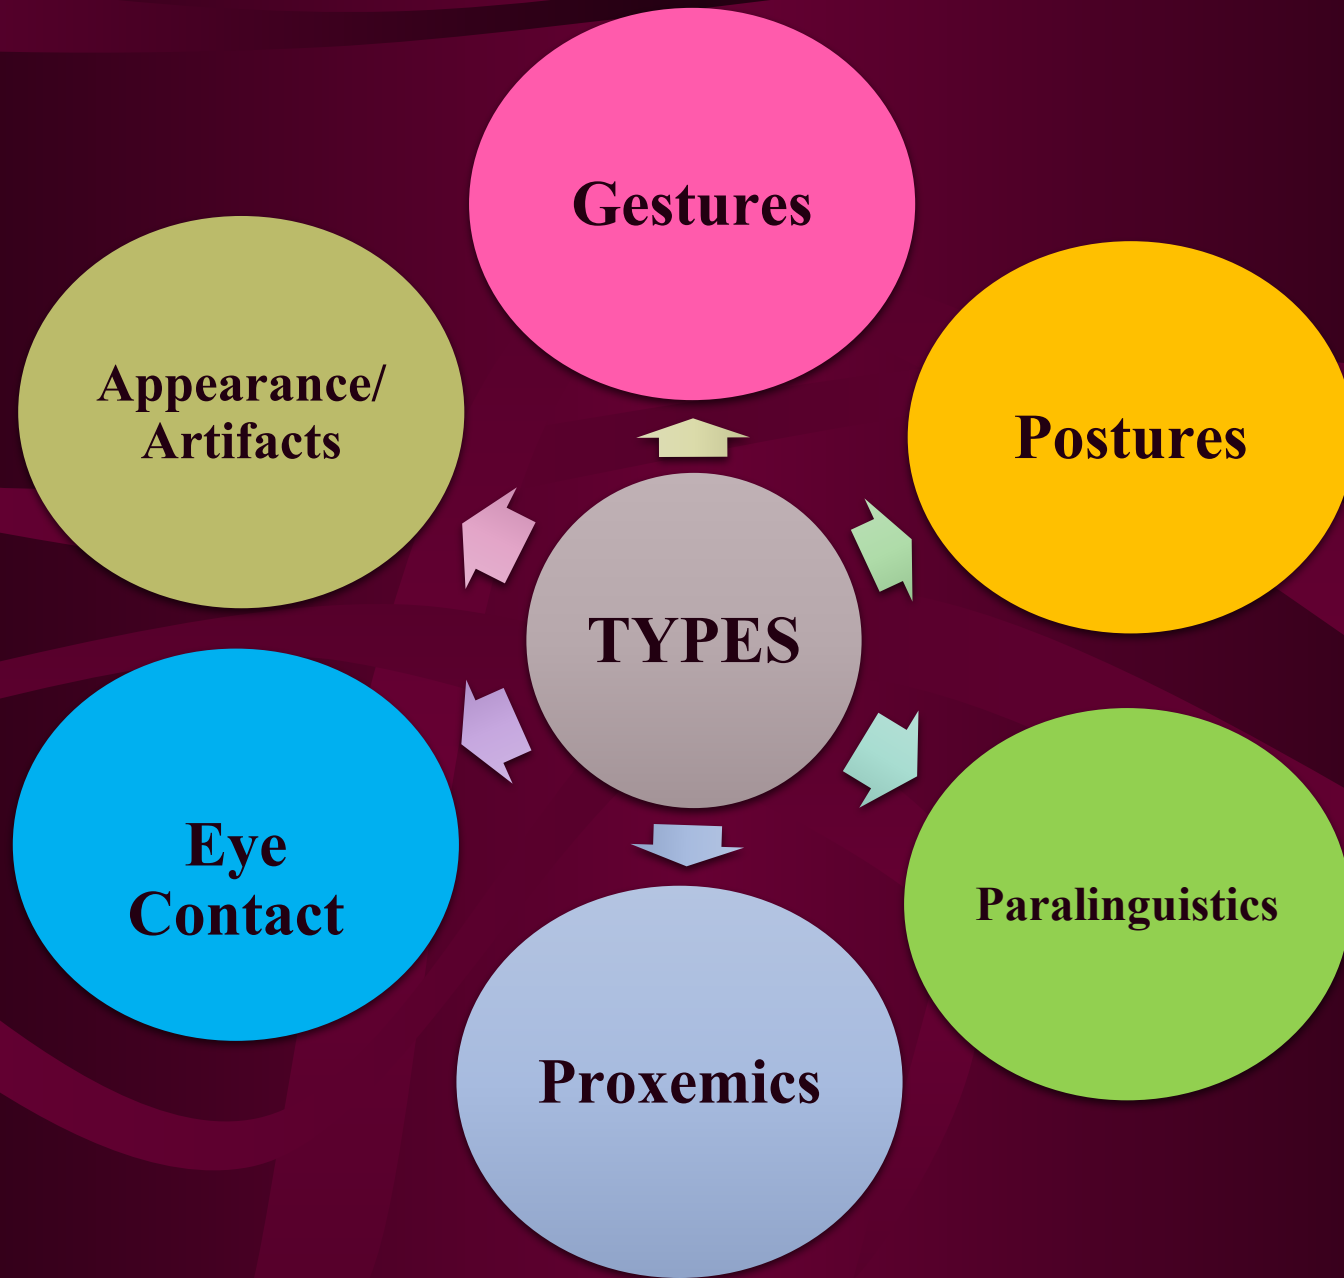 Gestures
Appearance/
Artifacts
Postures
TYPES
Eye
Contact
Paralinguistics
Proxemics